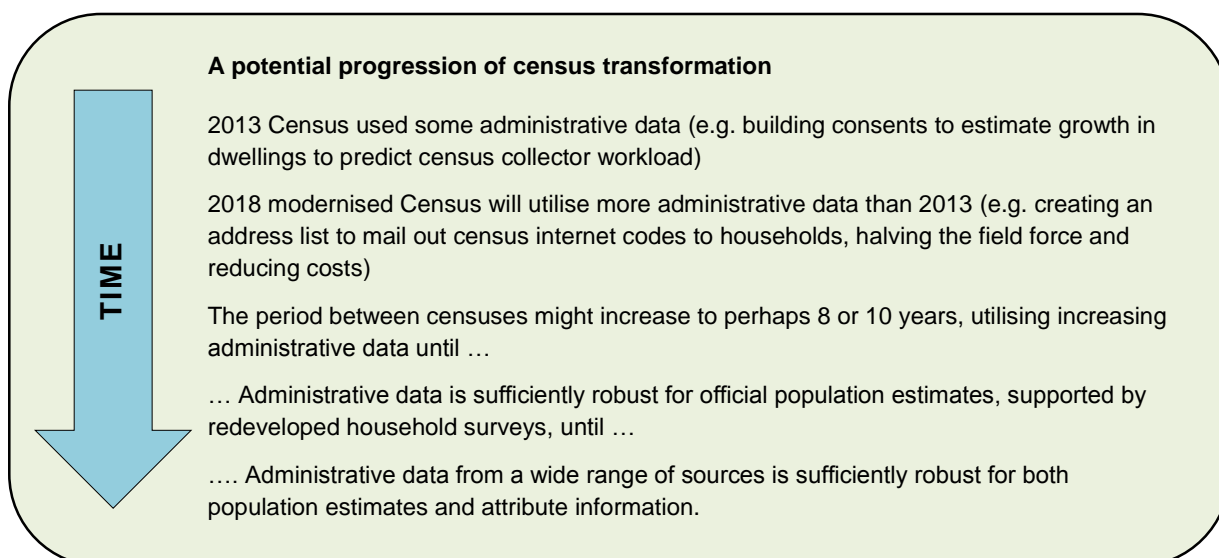 A potential progression of census transformation
2013 Census used some administrative data (e.g. building consents to estimate growth in
dwellings to predict census collector workload)
2018 modernised Census will utilise more administrative data than 2013 (e.g. creating an
address list to mail out census internet codes to households, halving the field force and
reducing costs)
TIME
The period between censuses might increase to perhaps 8 or 10 years, utilising increasing
administrative data until …
… Administrative data is sufficiently robust for official population estimates, supported by
redeveloped household surveys, until …
…. Administrative data from a wide range of sources is sufficiently robust for both
population estimates and attribute information.